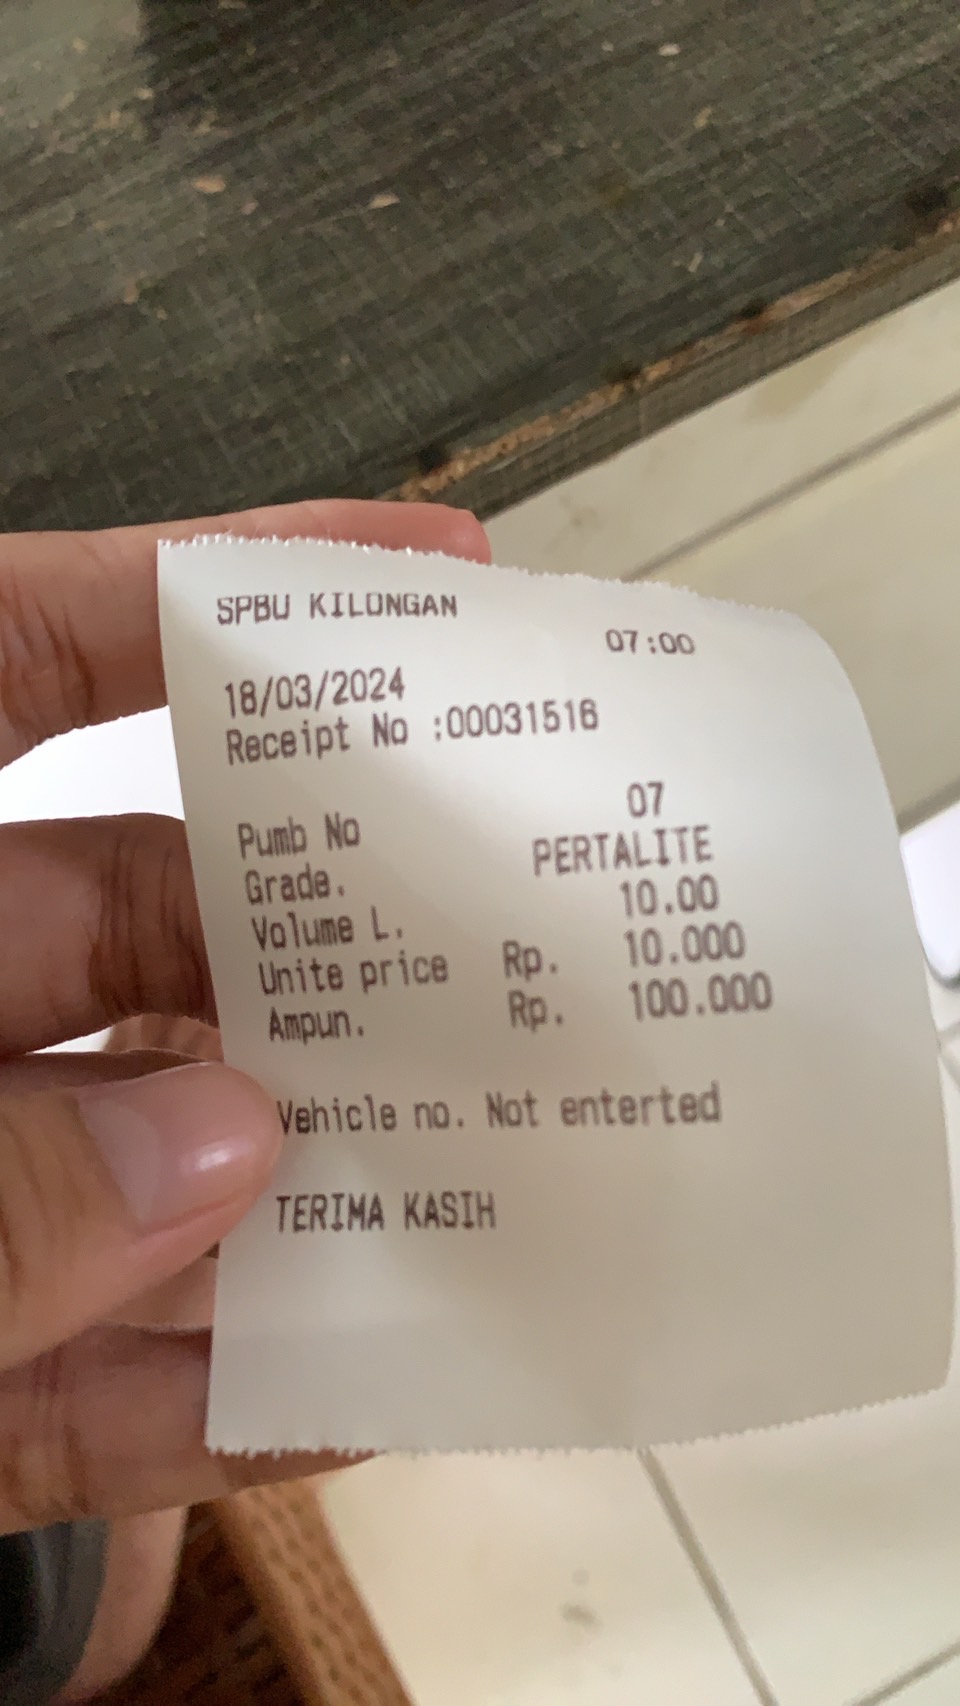 SPBU KILONGAN
07:00
18/03/2024
Receipt No :00031516
Pumb No 07
Grade. PERTALITE
Volume L. 10.00
Unite price Rp. 10.000
Ampun. Rp. 100.000
Vehicle no. Not enterted
TERIMA KASIH